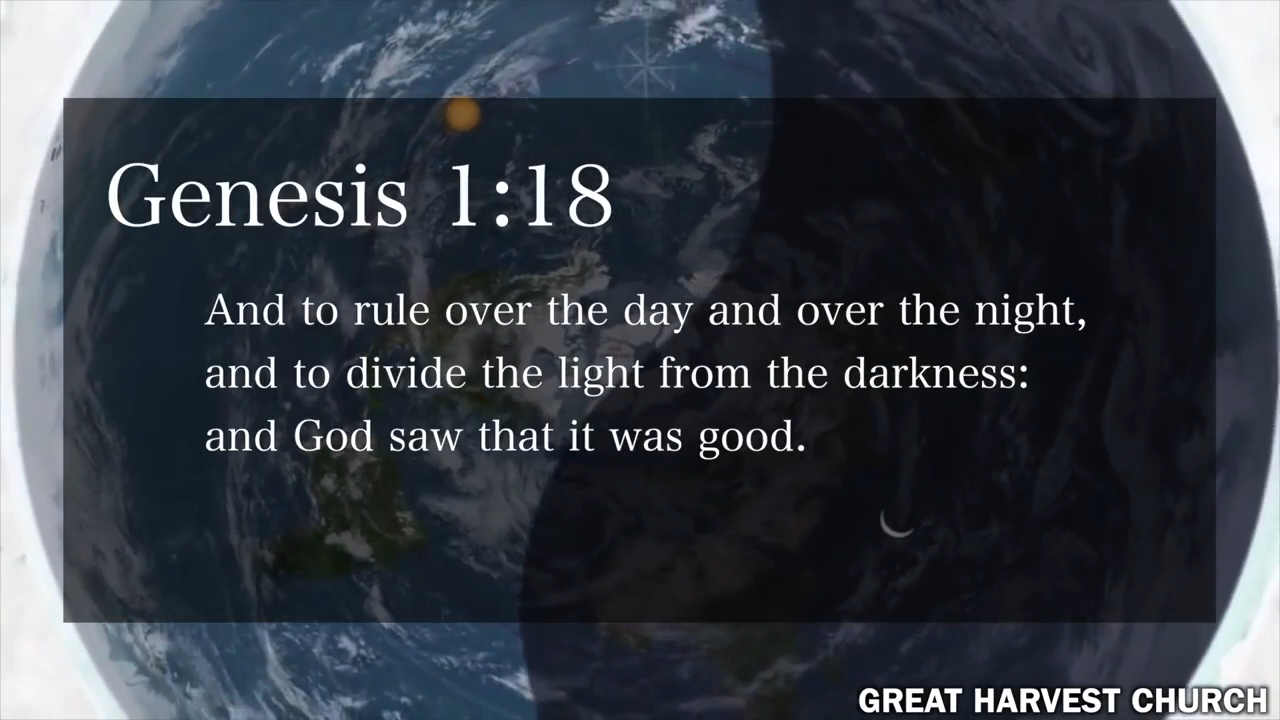 Genesis 1:18
And to rule over the day and over the night,
and to divide the light from the darkness:
and God saw that it was good.
GREAT HARVEST CHURCH